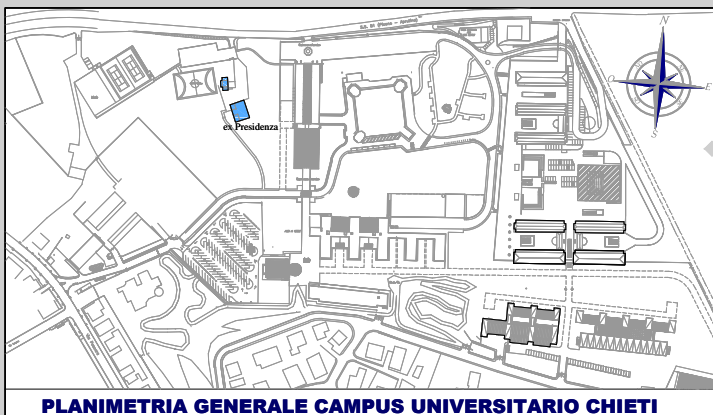 N
O
E
S
ex Presidenza
PLANIMETRIA GENERALE CAMPUS UNIVERSITARIO CHIETI